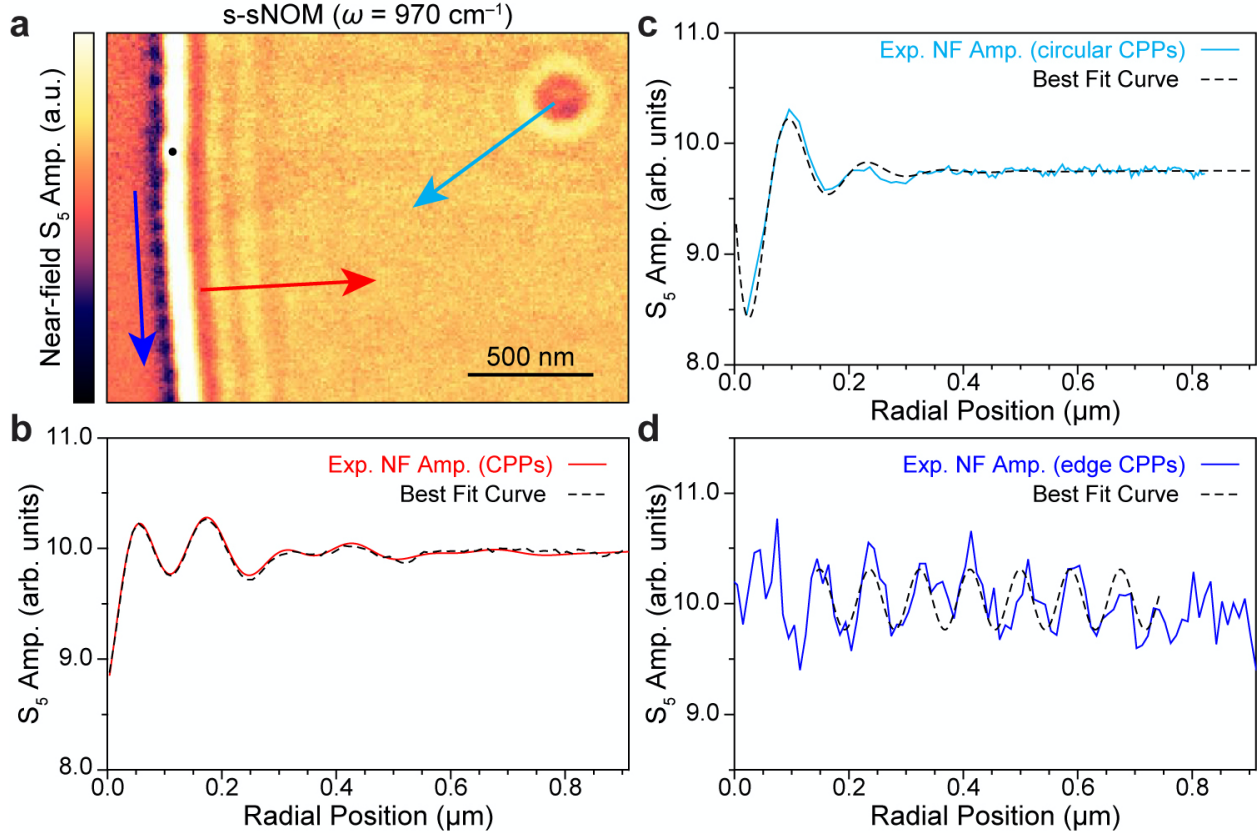 a
s-sNOM (ω = 970 cm⁻¹)
Near-field S₅ Amp. (a.u.)
500 nm
b
11.0
10.0
9.0
8.0
S₅ Amp. (arb. units)
Exp. NF Amp. (CPPs)
Best Fit Curve
0.0 0.2 0.4 0.6 0.8
Radial Position (μm)
c
11.0
10.0
9.0
8.0
S₅ Amp. (arb. units)
Exp. NF Amp. (circular CPPs)
Best Fit Curve
0.0 0.2 0.4 0.6 0.8
Radial Position (μm)
d
11.0
10.0
9.0
S₅ Amp. (arb. units)
Exp. NF Amp. (edge CPPs)
Best Fit Curve
0.0 0.2 0.4 0.6 0.8
Radial Position (μm)